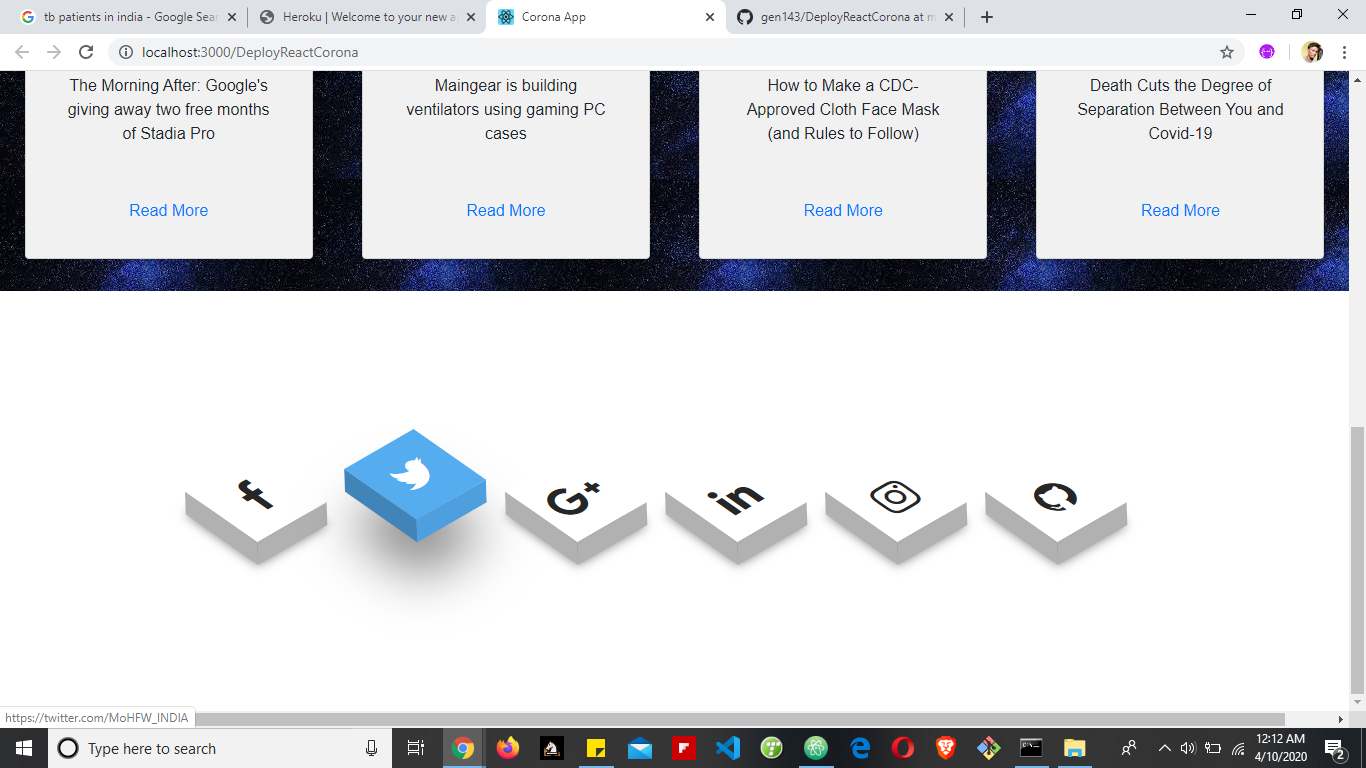 tb patients in india - Google Sear
Heroku | Welcome to your new a
Corona App
gen143/DeployReactCorona at m
localhost:3000/DeployReactCorona
The Morning After: Google's
giving away two free months
of Stadia Pro
Read More
Maingear is building
ventilators using gaming PC
cases
Read More
How to Make a CDC-
Approved Cloth Face Mask
(and Rules to Follow)
Read More
Death Cuts the Degree of
Separation Between You and
Covid-19
Read More
f
G+
in
https://twitter.com/MoHFW_INDIA
Type here to search
12:12 AM
4/10/2020
2